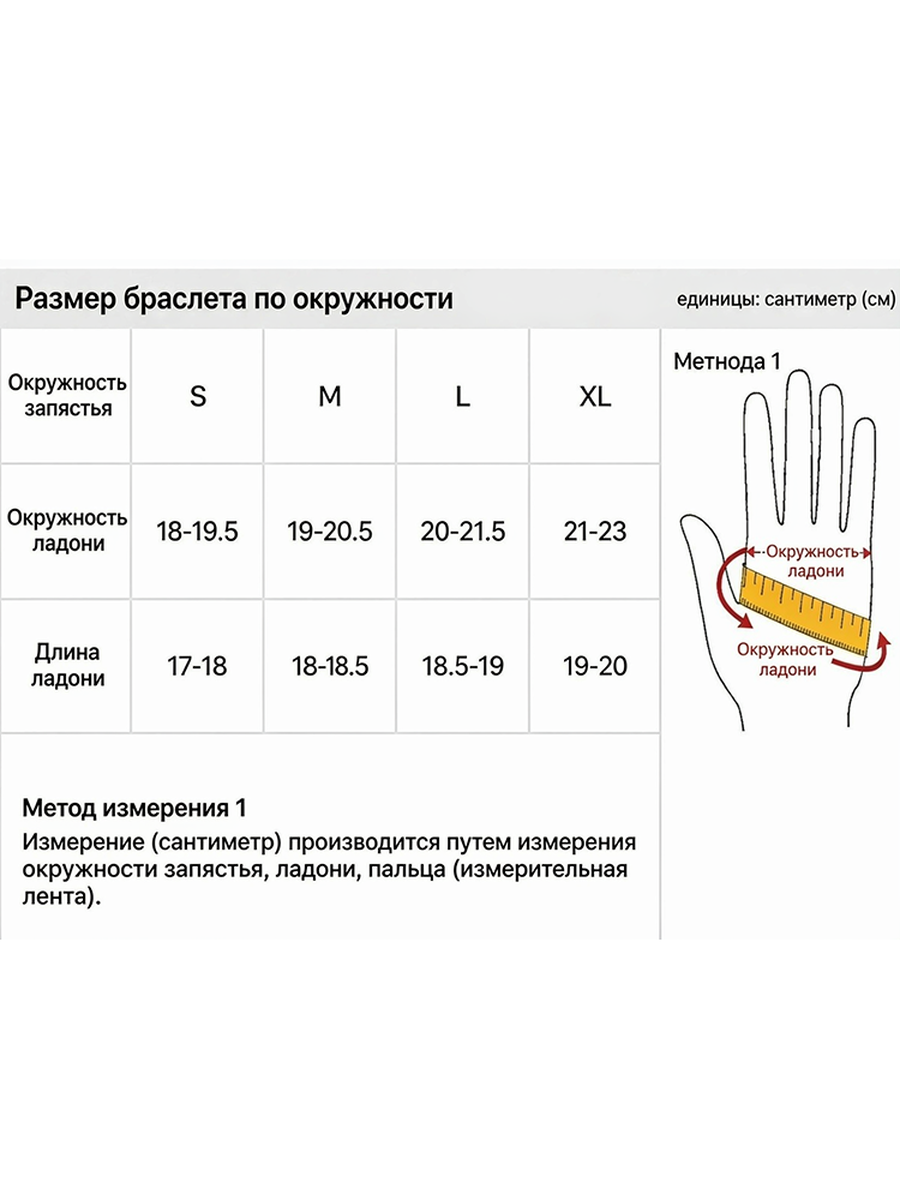 Размер браслета по окружности
единицы: сантиметр (см)
Окружность
запястья
S
M
L
XL
Окружность
ладони
18-19.5
19-20.5
20-21.5
21-23
Длина
ладони
17-18
18-18.5
18.5-19
19-20
Метнода 1
Окружность
ладони
Окружность
ладони
Метод измерения 1
Измерение (сантиметр) производится путем измерения
окружности запястья, ладони, пальца (измерительная
лента).